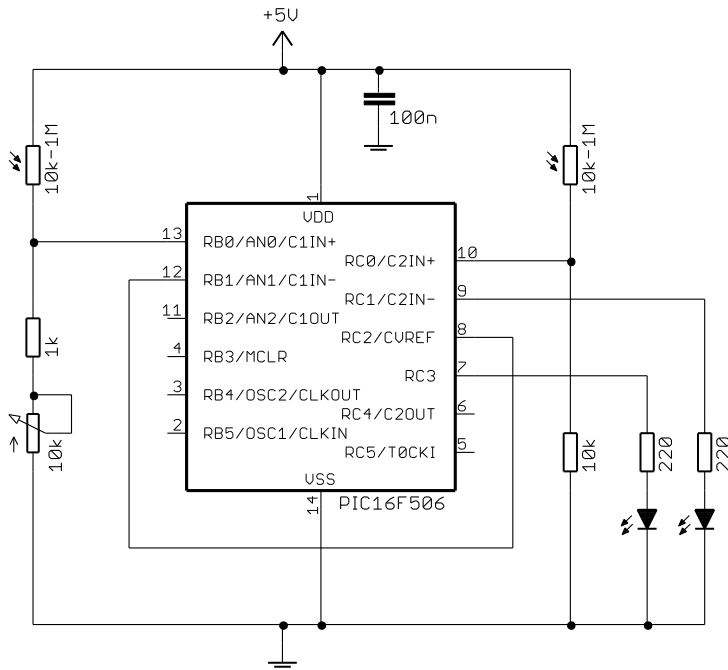 +5V
10k-1M
100n
10k-1M
1
VDD
13
RB0/AN0/C1IN+
10
RC0/C2IN+
12
RB1/AN1/C1IN-
9
RC1/C2IN-
11
RB2/AN2/C1OUT
8
RC2/CVREF
1k
4
RB3/MCLR
7
RC3
3
RB4/OSC2/CLKOUT
6
RC4/C2OUT
2
RB5/OSC1/CLKIN
5
RC5/T0CKI
10k
10k
220
220
VSS
14
PIC16F506